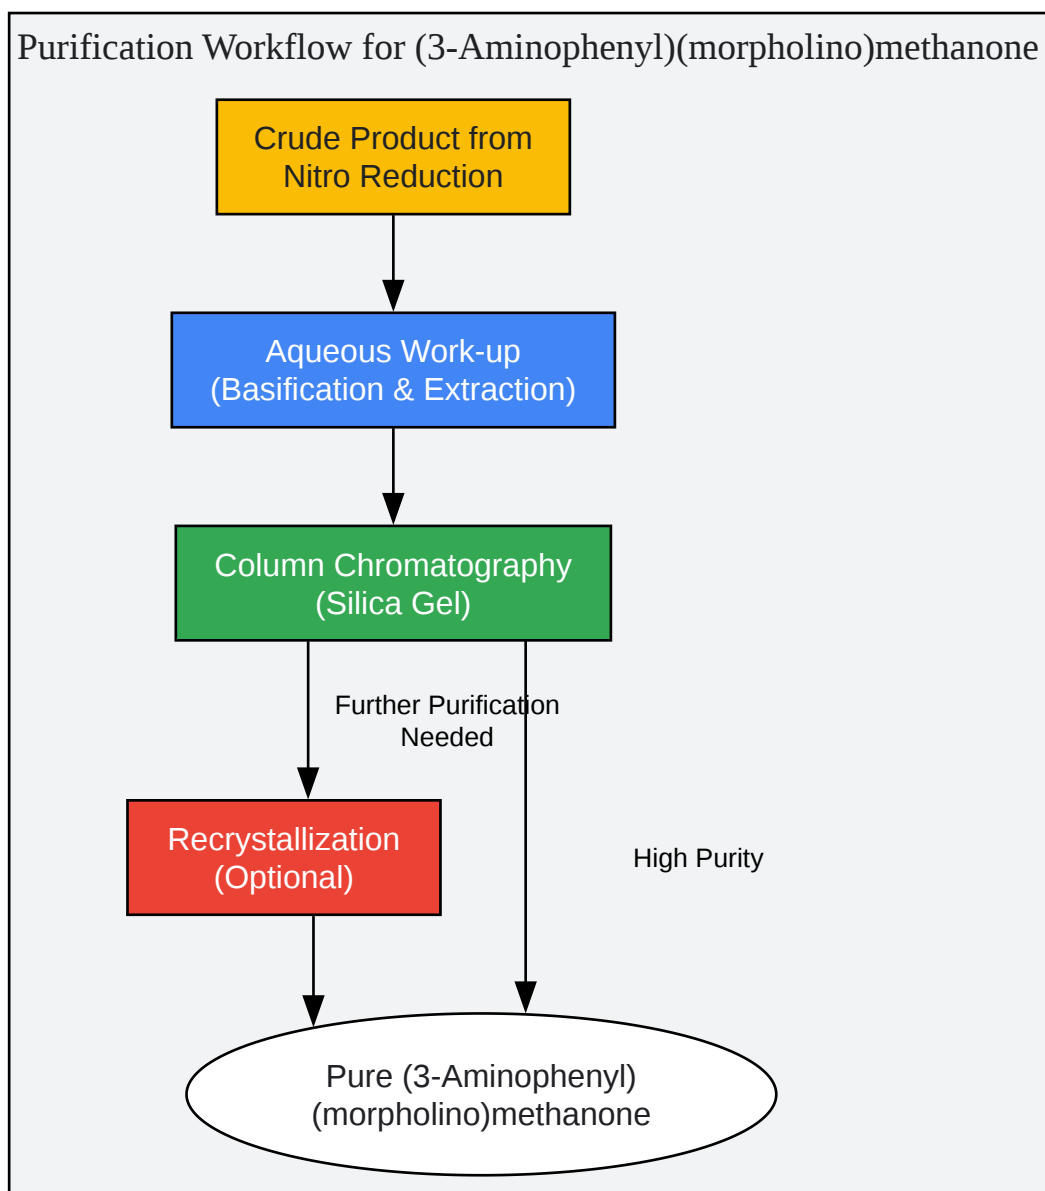 Purification Workflow for (3-Aminophenyl)(morpholino)methanone
Crude Product from
Nitro Reduction
Aqueous Work-up
(Basification & Extraction)
Column Chromatography
(Silica Gel)
Further Purification
Needed
Recrystallization
(Optional)
High Purity
Pure (3-Aminophenyl)
(morpholino)methanone